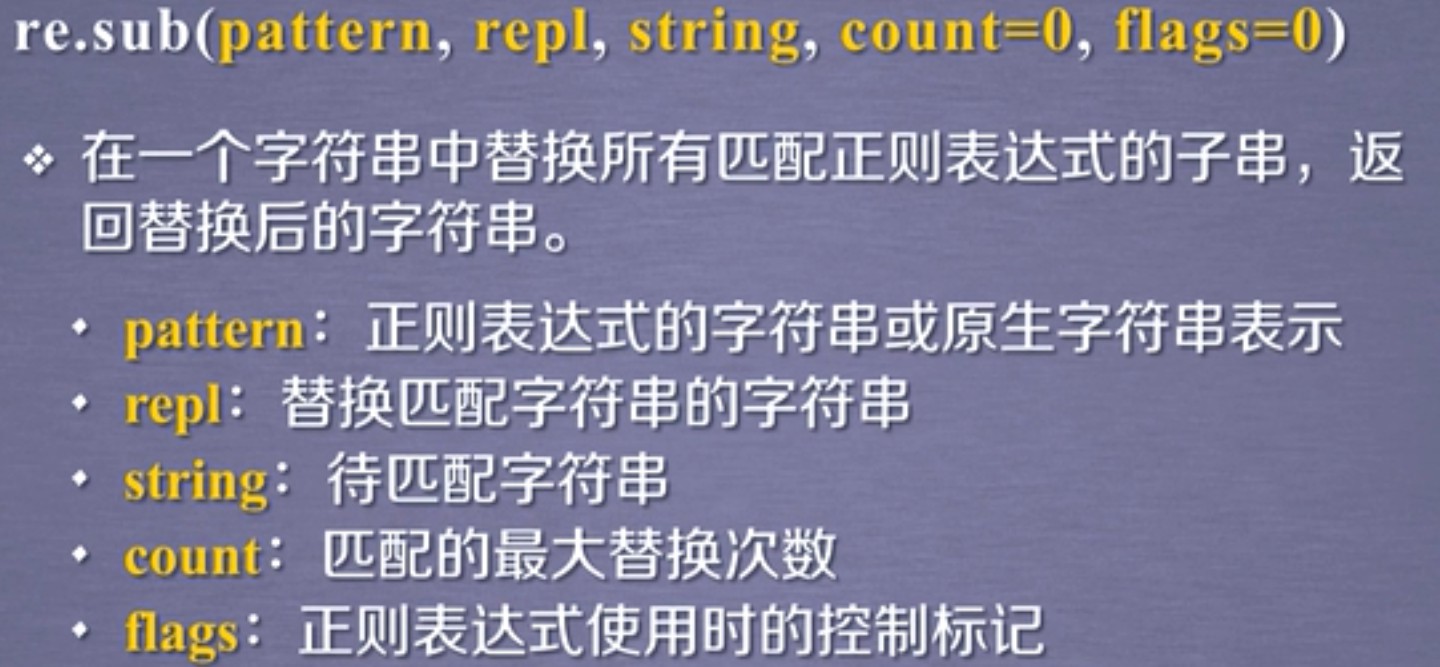 re.sub(pattern, repl, string, count=0, flags=0)
❖ 在一个字符串中替换所有匹配正则表达式的子串，返
回替换后的字符串。
• pattern：正则表达式的字符串或原生字符串表示
• repl：替换匹配字符串的字符串
• string：待匹配字符串
• count：匹配的最大替换次数
• flags：正则表达式使用时的控制标记